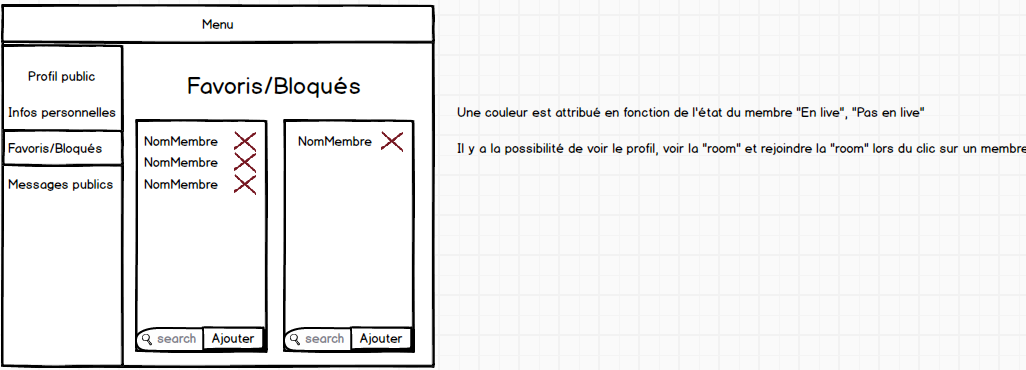 Menu
Profil public
Infos personnelles
Favoris/Bloqués
Messages publics
Favoris/Bloqués
NomMembre
NomMembre
NomMembre
search Ajouter
NomMembre
search Ajouter
Une couleur est attribué en fonction de l'état du membre "En live", "Pas en live"
Il y a la possibilité de voir le profil, voir la "room" et rejoindre la "room" lors du clic sur un membre